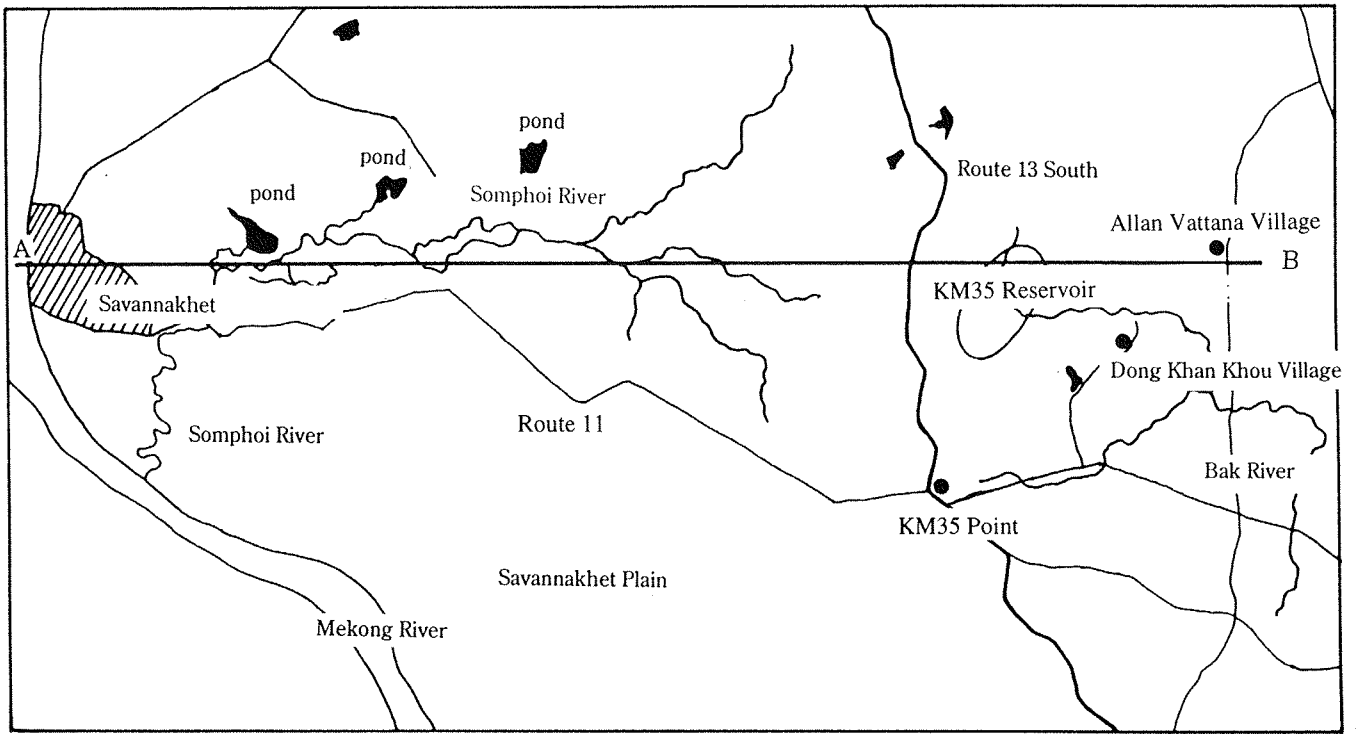 pond
pond
pond
Somphoi River
Route 13 South
Allan Vattana Village
A
B
KM35 Reservoir
Savannakhet
Dong Khan Khou Village
Route 11
Somphoi River
Bak River
KM35 Point
Savannakhet Plain
Mekong River